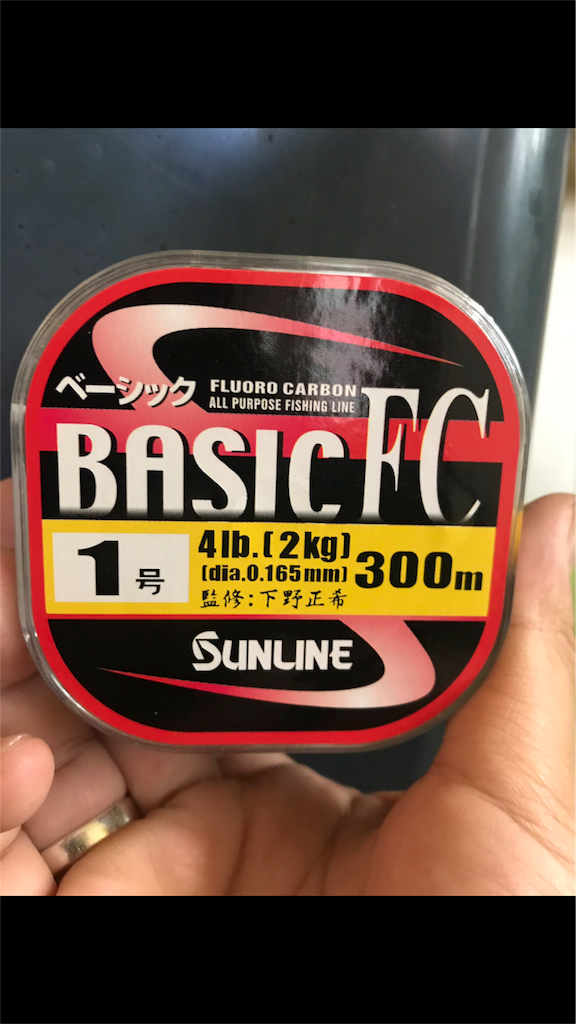 ベーシック
FLUORO CARBON
ALL PURPOSE FISHING LINE
BASIC FC
1号
4lb.(2kg)
(dia.0.165mm)
300m
監修:下野正希
SUNLINE